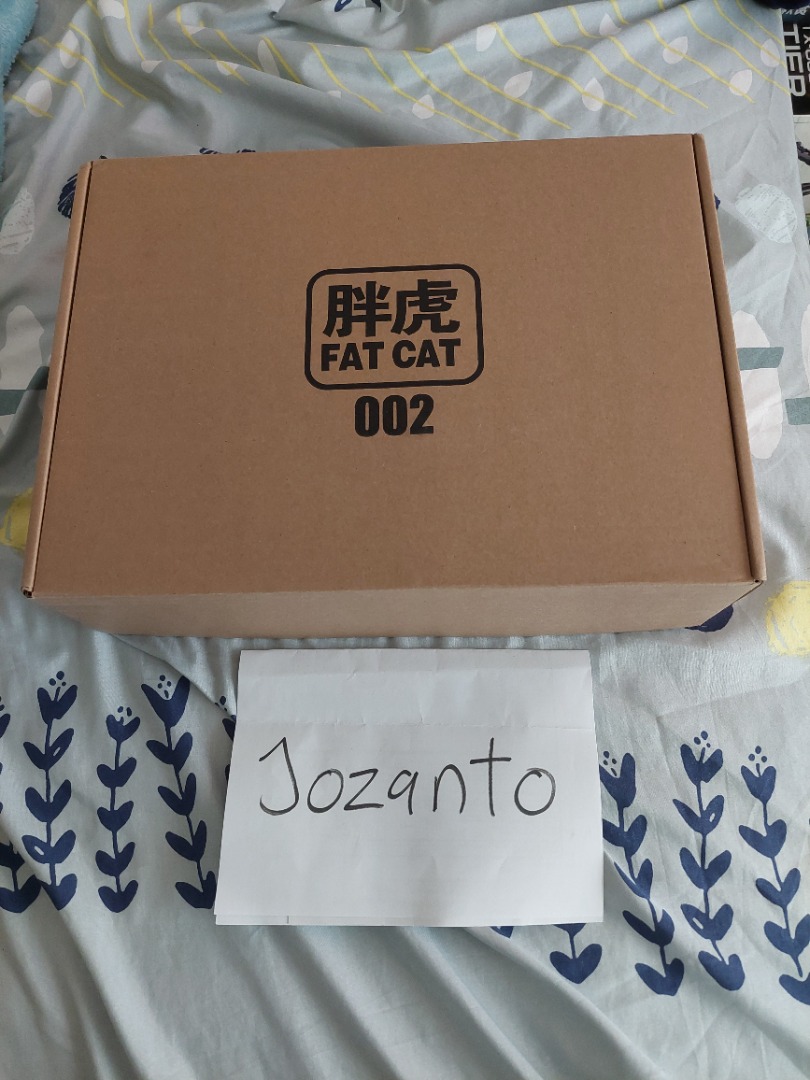 胖虎
FAT CAT
002
Jozanto